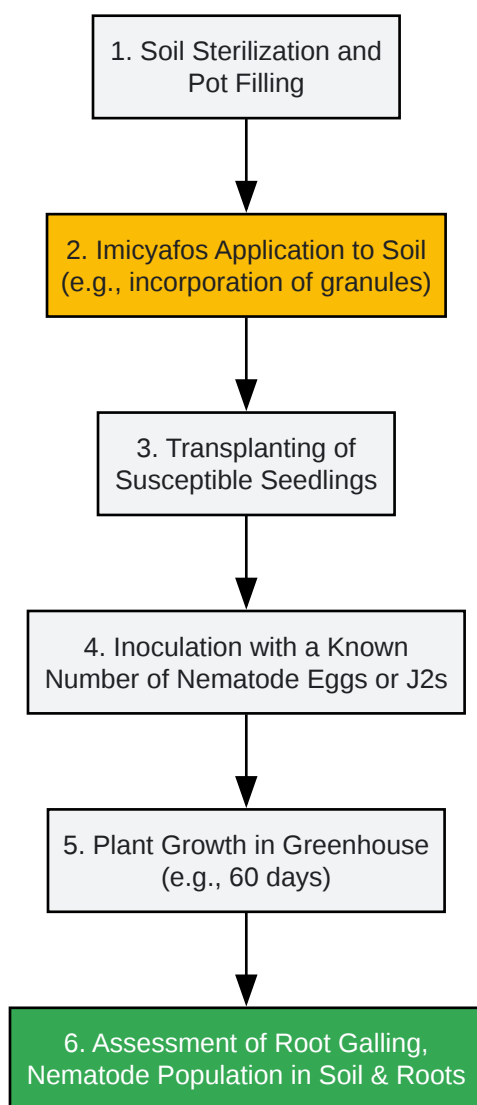 1. Soil Sterilization and
Pot Filling
2. Imicyafos Application to Soil
(e.g., incorporation of granules)
3. Transplanting of
Susceptible Seedlings
4. Inoculation with a Known
Number of Nematode Eggs or J2s
5. Plant Growth in Greenhouse
(e.g., 60 days)
6. Assessment of Root Galling,
Nematode Population in Soil & Roots